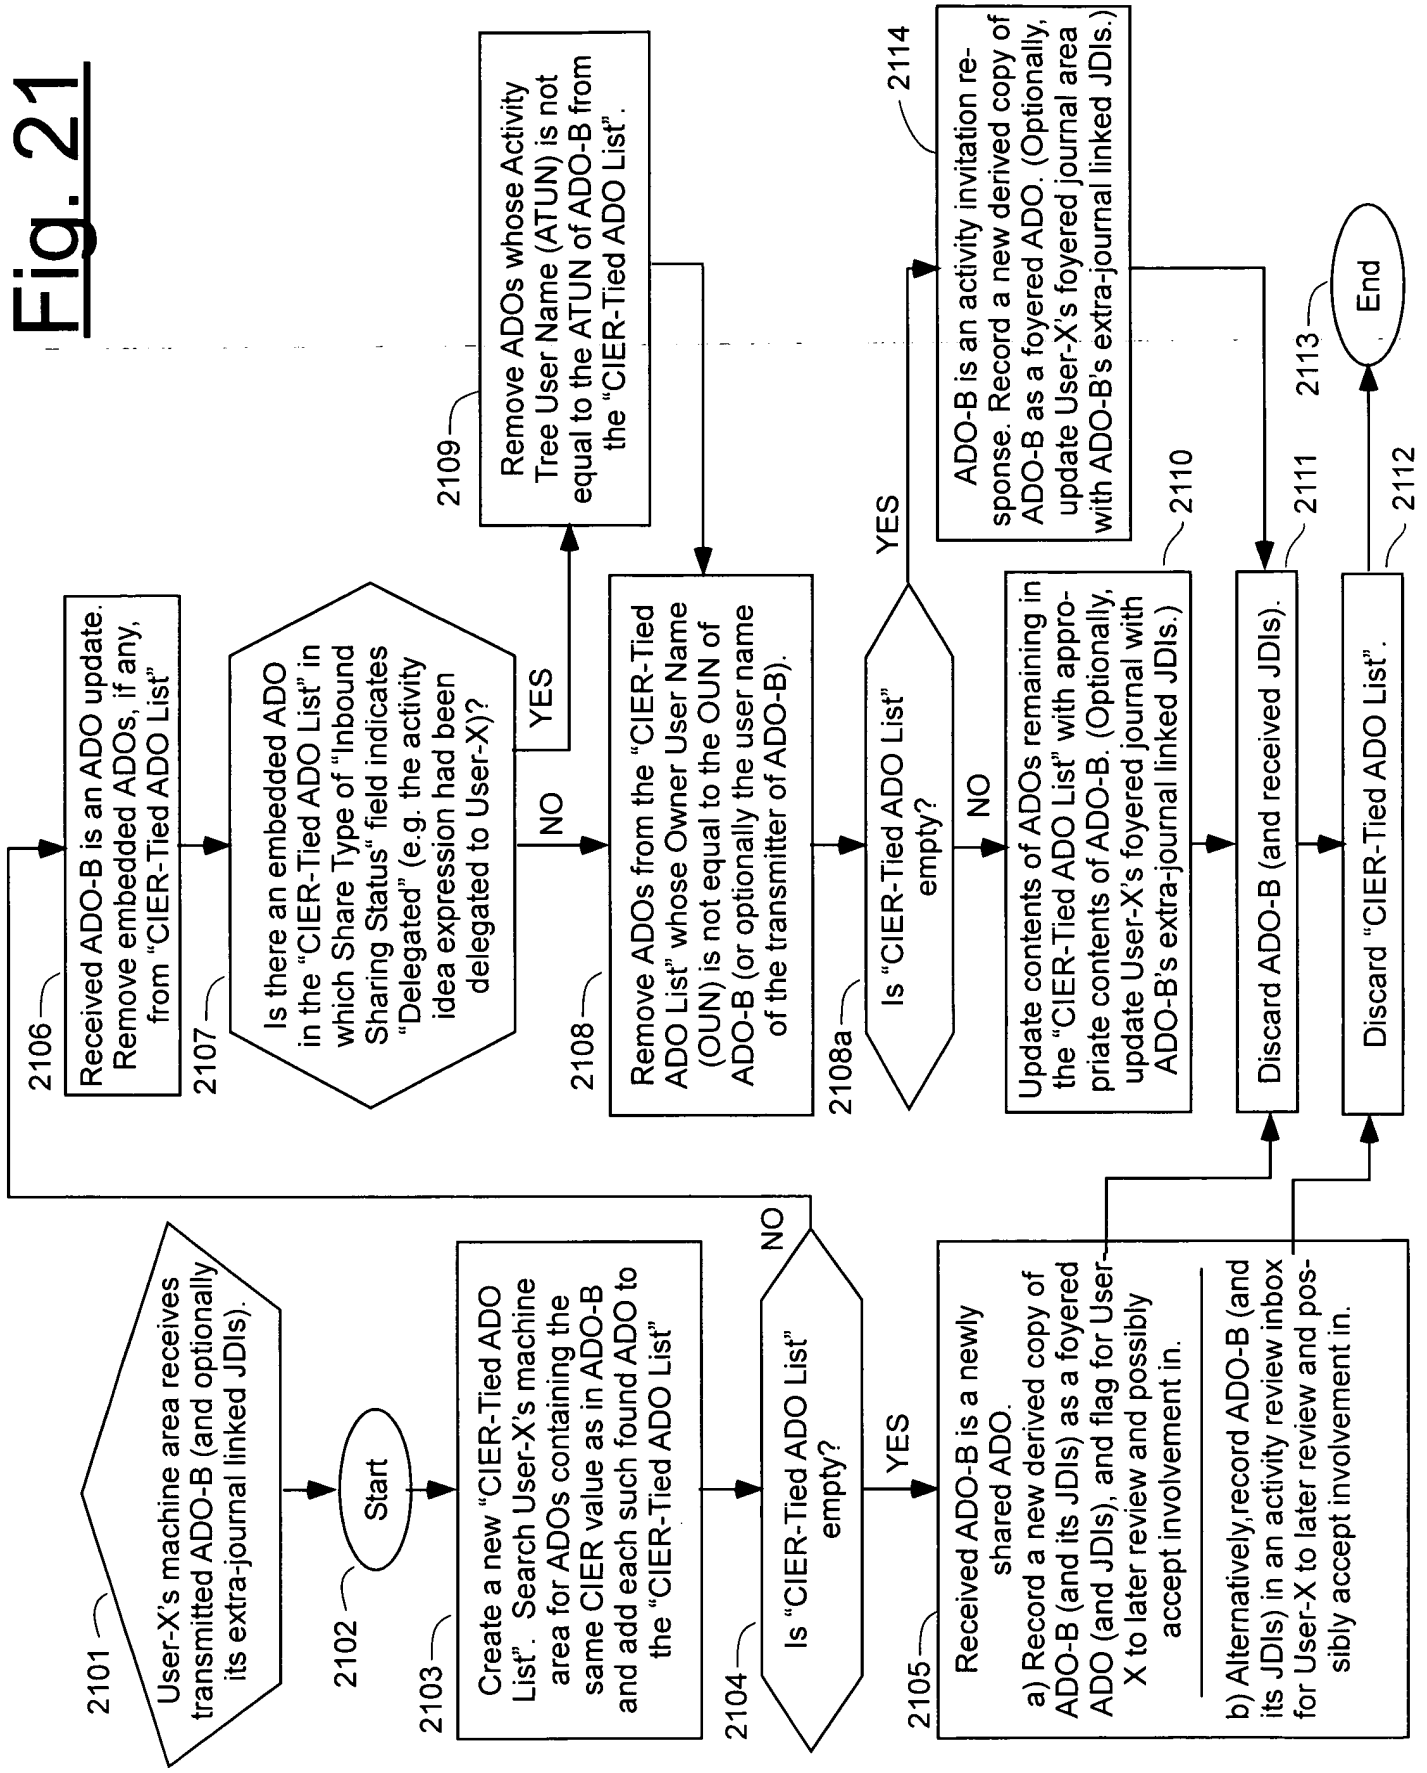 Fig. 21
2101
User-X's machine area receives
transmitted ADO-B (and optionally
its extra-journal linked JDIs).
2102
Start
2103
Create a new “CIER-Tied ADO
List”. Search User-X's machine
area for ADOs containing the
same CIER value as in ADO-B
and add each such found ADO to
the “CIER-Tied ADO List”
2104
Is “CIER-Tied ADO List”
empty?
NO
YES
2105
Received ADO-B is a newly
shared ADO.
a) Record a new derived copy of
ADO-B (and its JDIs) as a foyered
ADO (and JDIs), and flag for User-
X to later review and possibly
accept involvement in.
b) Alternatively,record ADO-B (and
its JDIs) in an activity review inbox
for User-X to later review and pos-
sibly accept involvement in.
2106
Received ADO-B is an ADO update.
Remove embedded ADOs, if any,
from “CIER-Tied ADO List”
2107
Is there an embedded ADO
in the “CIER-Tied ADO List” in
which Share Type of “Inbound
Sharing Status“ field indicates
“Delegated” (e.g. the activity
idea expression had been
delegated to User-X)?
YES
NO
2109
Remove ADOs whose Activity
Tree User Name (ATUN) is not
equal to the ATUN of ADO-B from
the “CIER-Tied ADO List”.
2108
Remove ADOs from the “CIER-Tied
ADO List” whose Owner User Name
(OUN) is not equal to the OUN of
ADO-B (or optionally the user name
of the transmitter of ADO-B).
2108a
Is “CIER-Tied ADO List”
empty?
YES
NO
2114
ADO-B is an activity invitation re-
sponse. Record a new derived copy of
ADO-B as a foyered ADO. (Optionally,
update User-X's foyered journal area
with ADO-B's extra-journal linked JDIs.)
2110
Update contents of ADOs remaining in
the “CIER-Tied ADO List” with appro-
priate contents of ADO-B. (Optionally,
update User-X's foyered journal with
ADO-B's extra-journal linked JDIs.)
2111
Discard ADO-B (and received JDIs).
2112
Discard “CIER-Tied ADO List”.
2113
End